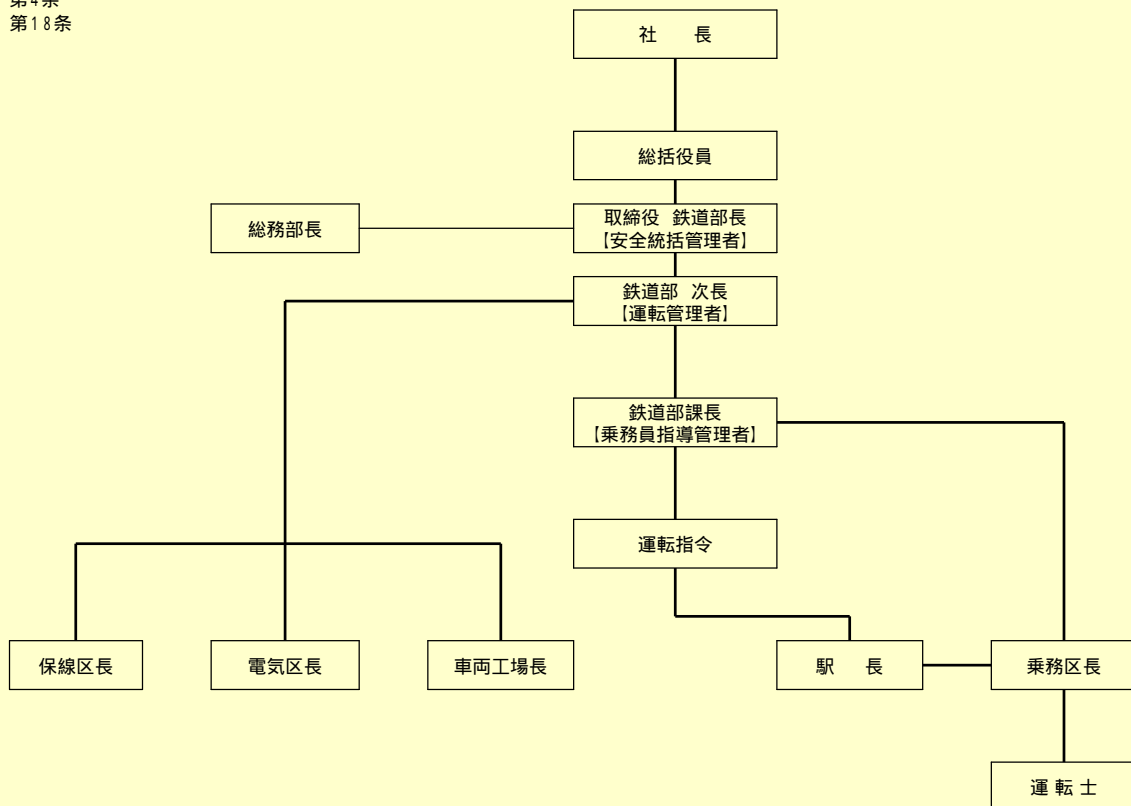 第4条
第18条
社 長
総括役員
総務部長
取締役 鉄道部長
【安全統括管理者】
鉄道部 次長
【運転管理者】
鉄道部課長
【乗務員指導管理者】
運転指令
保線区長
電気区長
車両工場長
駅 長
乗務区長
運 転 士